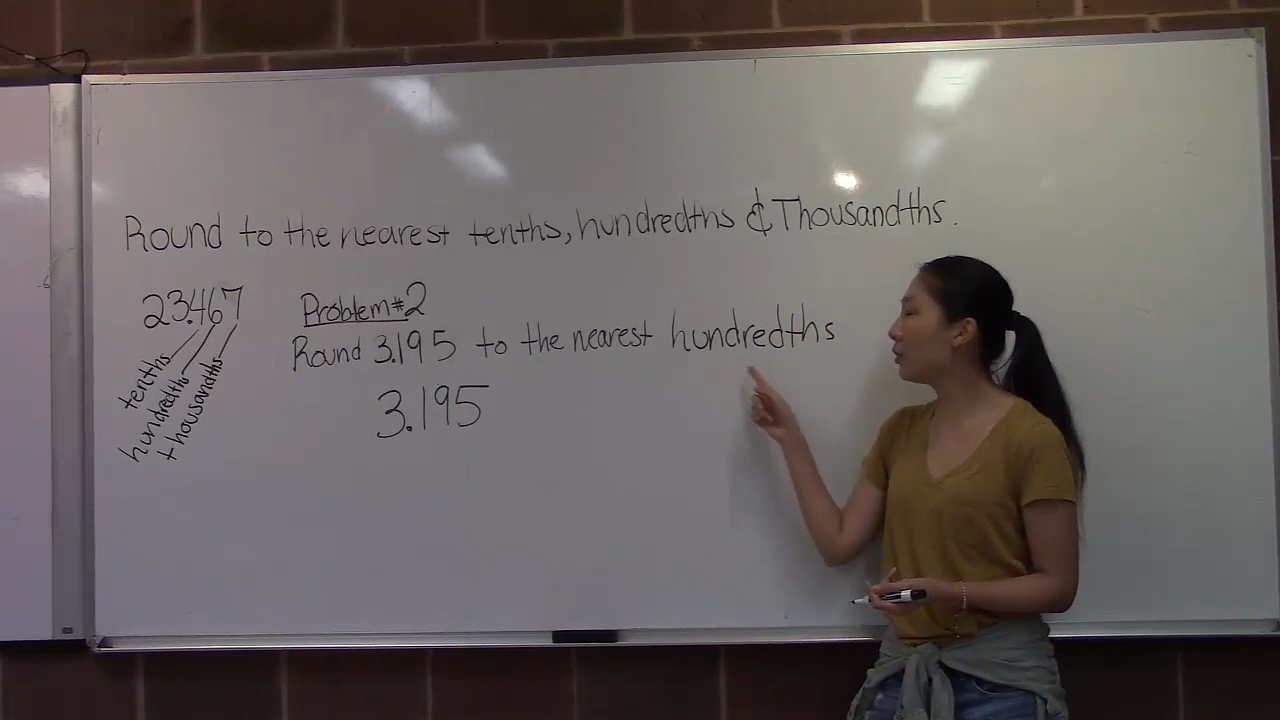 Round to the nearest tenths, hundredths & Thousandths.
23.467
tenths
hundredths
thousandths
Problem #2
Round 3.195 to the nearest hundredths
3.195